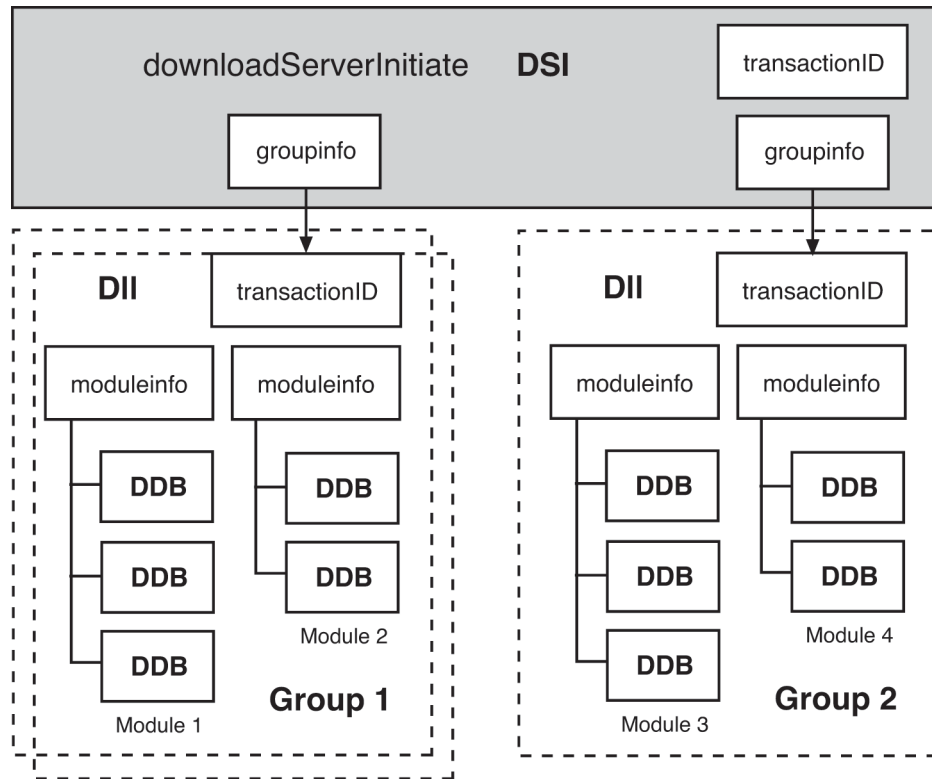 downloadServerInitiate DSI transactionID
groupinfo groupinfo
DII transactionID DII transactionID
moduleinfo moduleinfo moduleinfo moduleinfo
DDB DDB DDB DDB
DDB DDB DDB DDB
Module 2 Module 4
DDB DDB
Group 1 Group 2
Module 1 Module 3